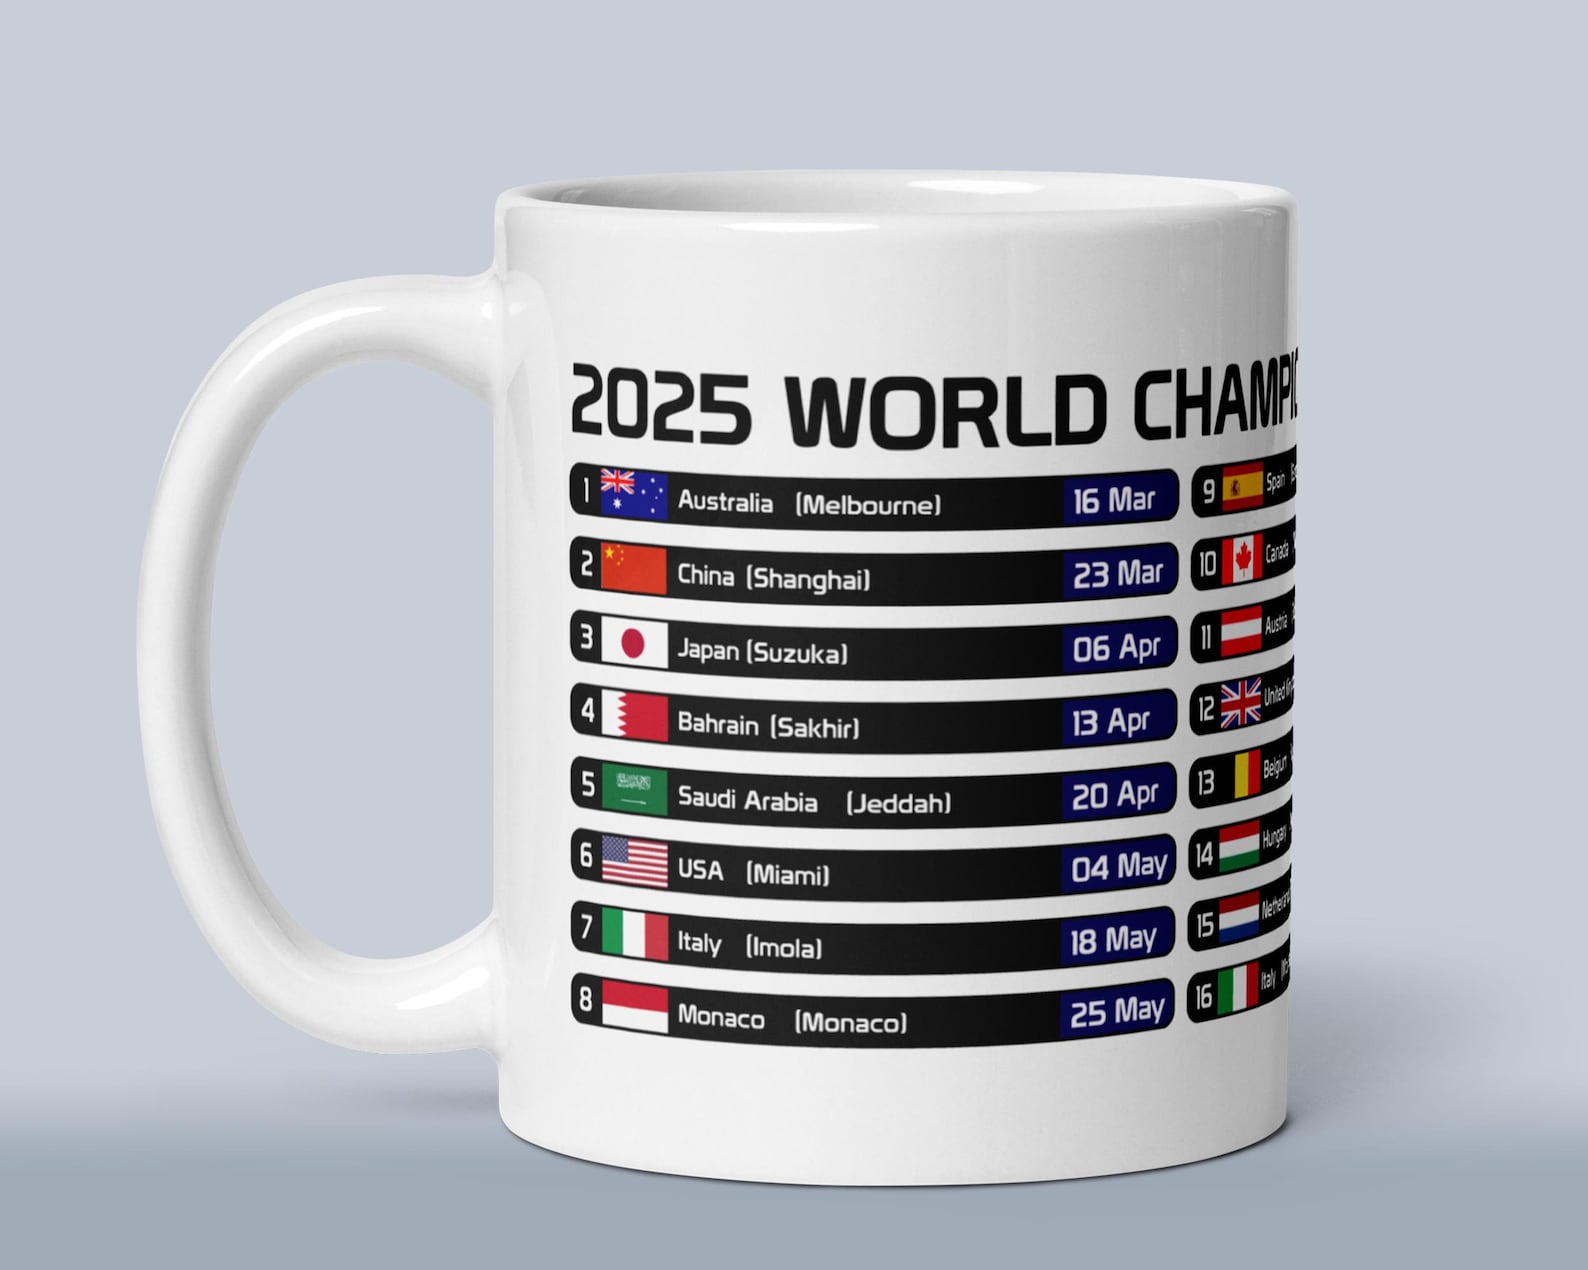 2025 WORLD
1 Australia (Melbourne) 16 Mar
2 China (Shanghai) 23 Mar
3 Japan (Suzuka) 06 Apr
4 Bahrain (Sakhir) 13 Apr
5 Saudi Arabia (Jeddah) 20 Apr
6 USA (Miami) 04 May
7 Italy (Imola) 18 May
8 Monaco (Monaco) 25 May
9 Spain
10 Canada
11 Austria
12 United
13 Belgium
14 Hungary
15
16 Italy